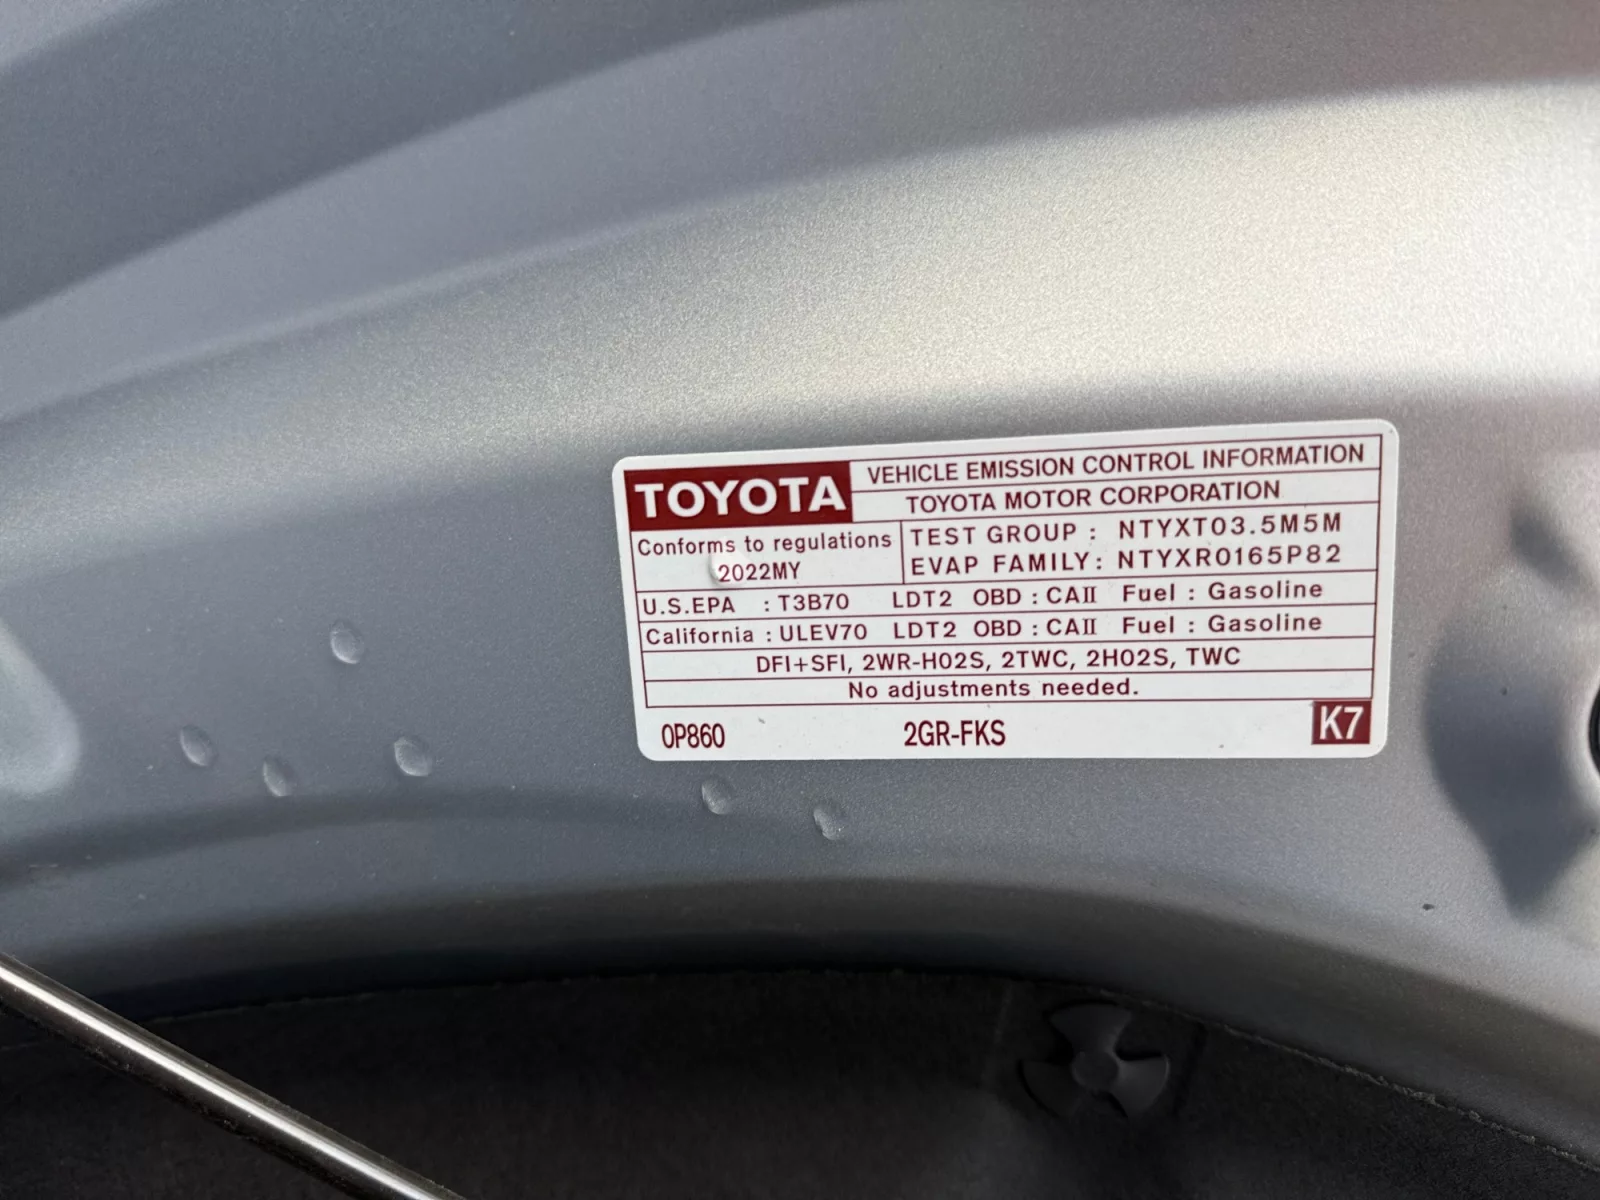 TOYOTA VEHICLE EMISSION CONTROL INFORMATION
TOYOTA MOTOR CORPORATION
Conforms to regulations
2022MY
TEST GROUP : NTYXT03.5M5M
EVAP FAMILY: NTYXR0165P82
U.S.EPA : T3B70 LDT2 OBD : CAII Fuel : Gasoline
California : ULEV70 LDT2 OBD : CAII Fuel : Gasoline
DFI+SFI, 2WR-HO2S, 2TWC, 2HO2S, TWC
No adjustments needed.
0P860 2GR-FKS K7